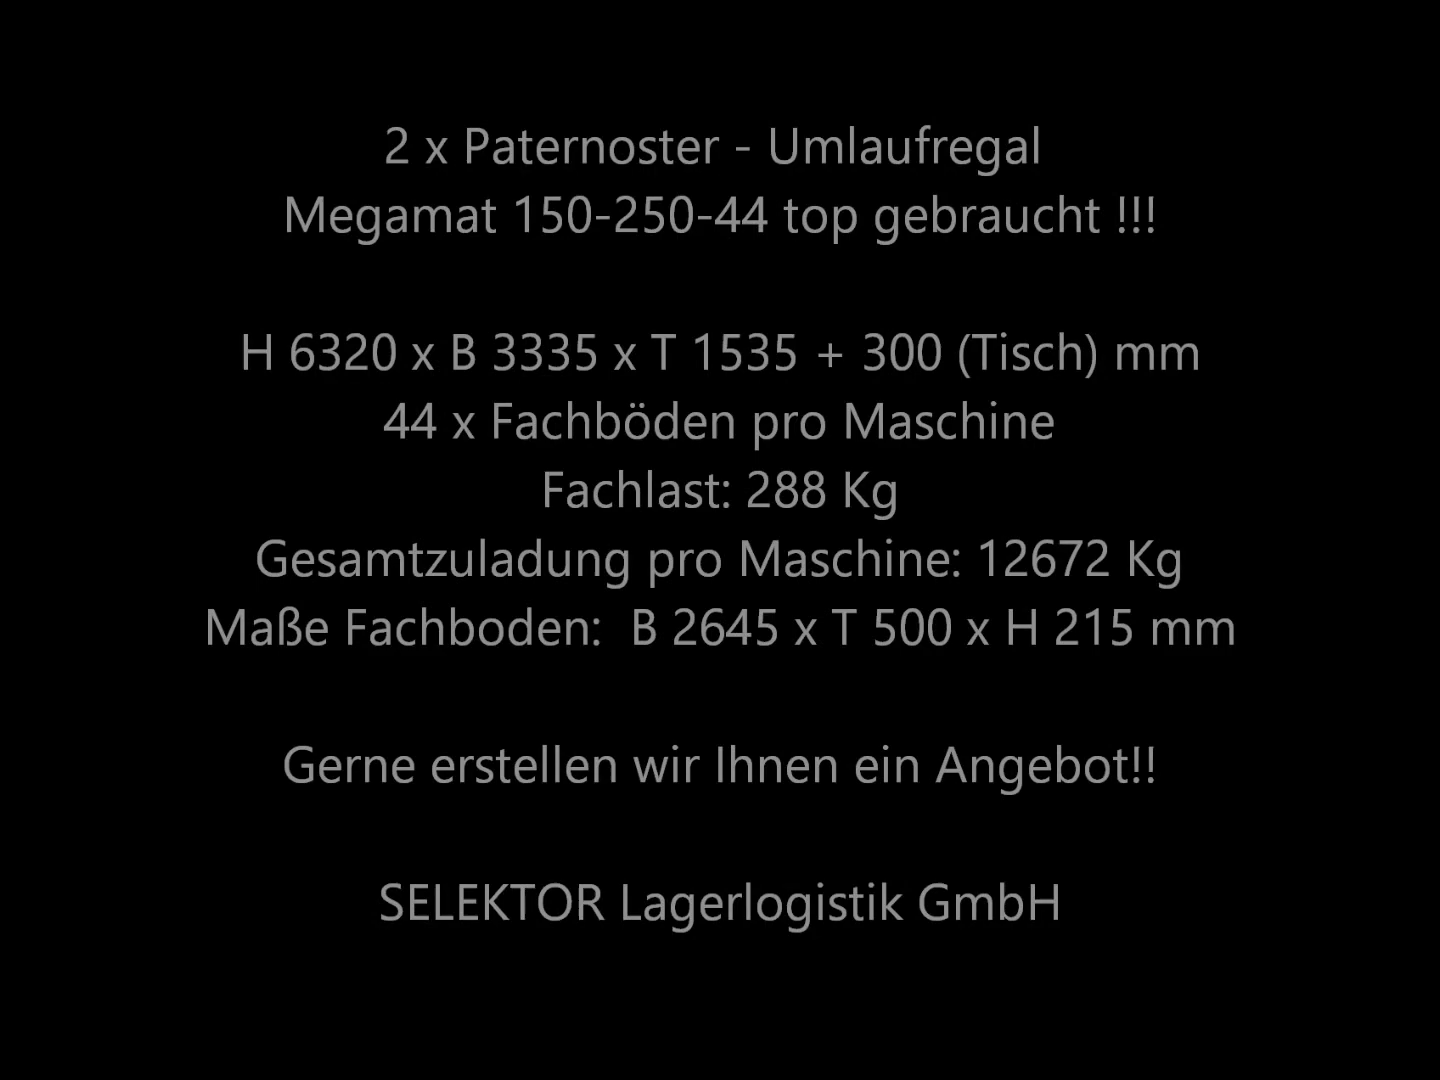 2 x Paternoster - Umlaufregal
Megamat 150-250-44 top gebraucht !!!
H 6320 x B 3335 x T 1535 + 300 (Tisch) mm
44 x Fachböden pro Maschine
Fachlast: 288 Kg
Gesamtzuladung pro Maschine: 12672 Kg
Maße Fachboden:  B 2645 x T 500 x H 215 mm
Gerne erstellen wir Ihnen ein Angebot!!
SELEKTOR Lagerlogistik GmbH